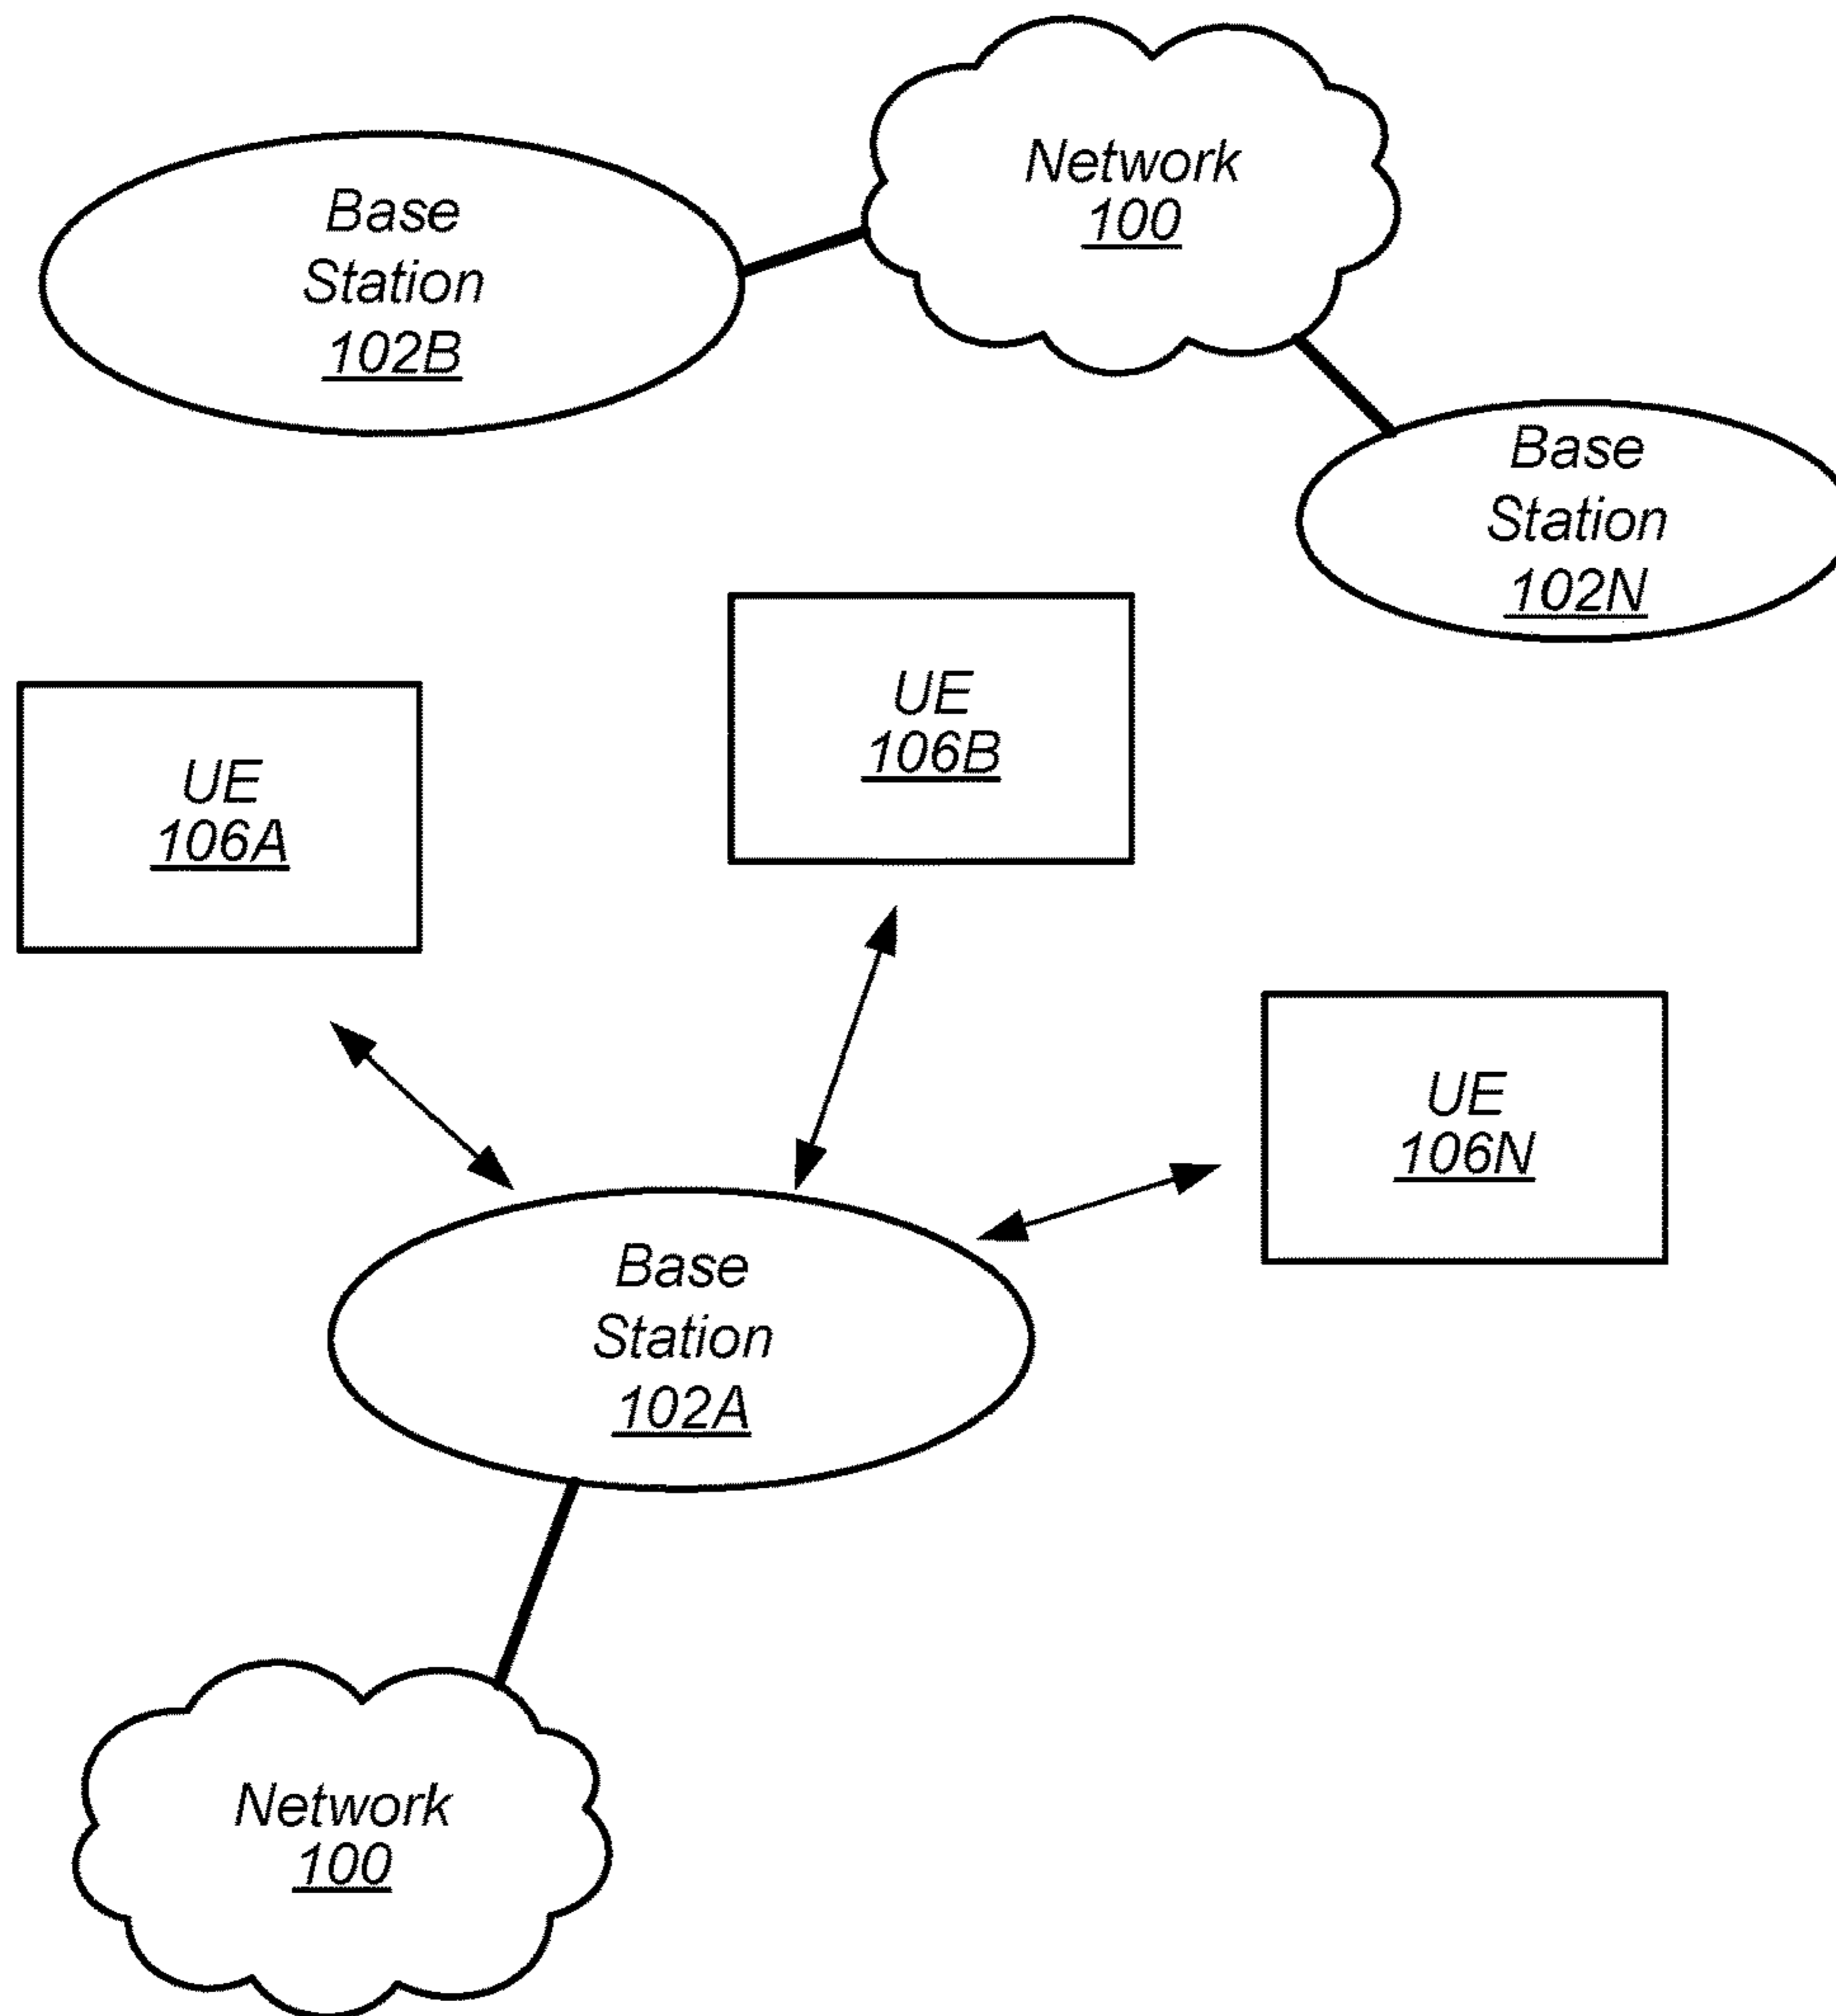 Network
100
Base
Station
102B
Base
Station
102N
UE
106B
UE
106A
UE
106N
Base
Station
102A
Network
100